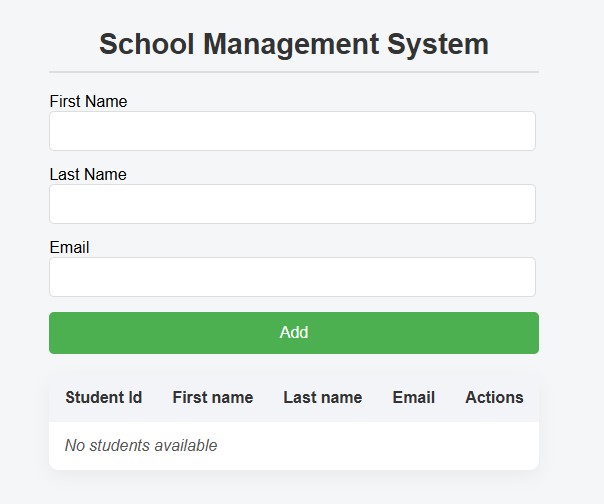 School Management System
First Name
Last Name
Email
Add
Student Id First name Last name Email Actions
No students available